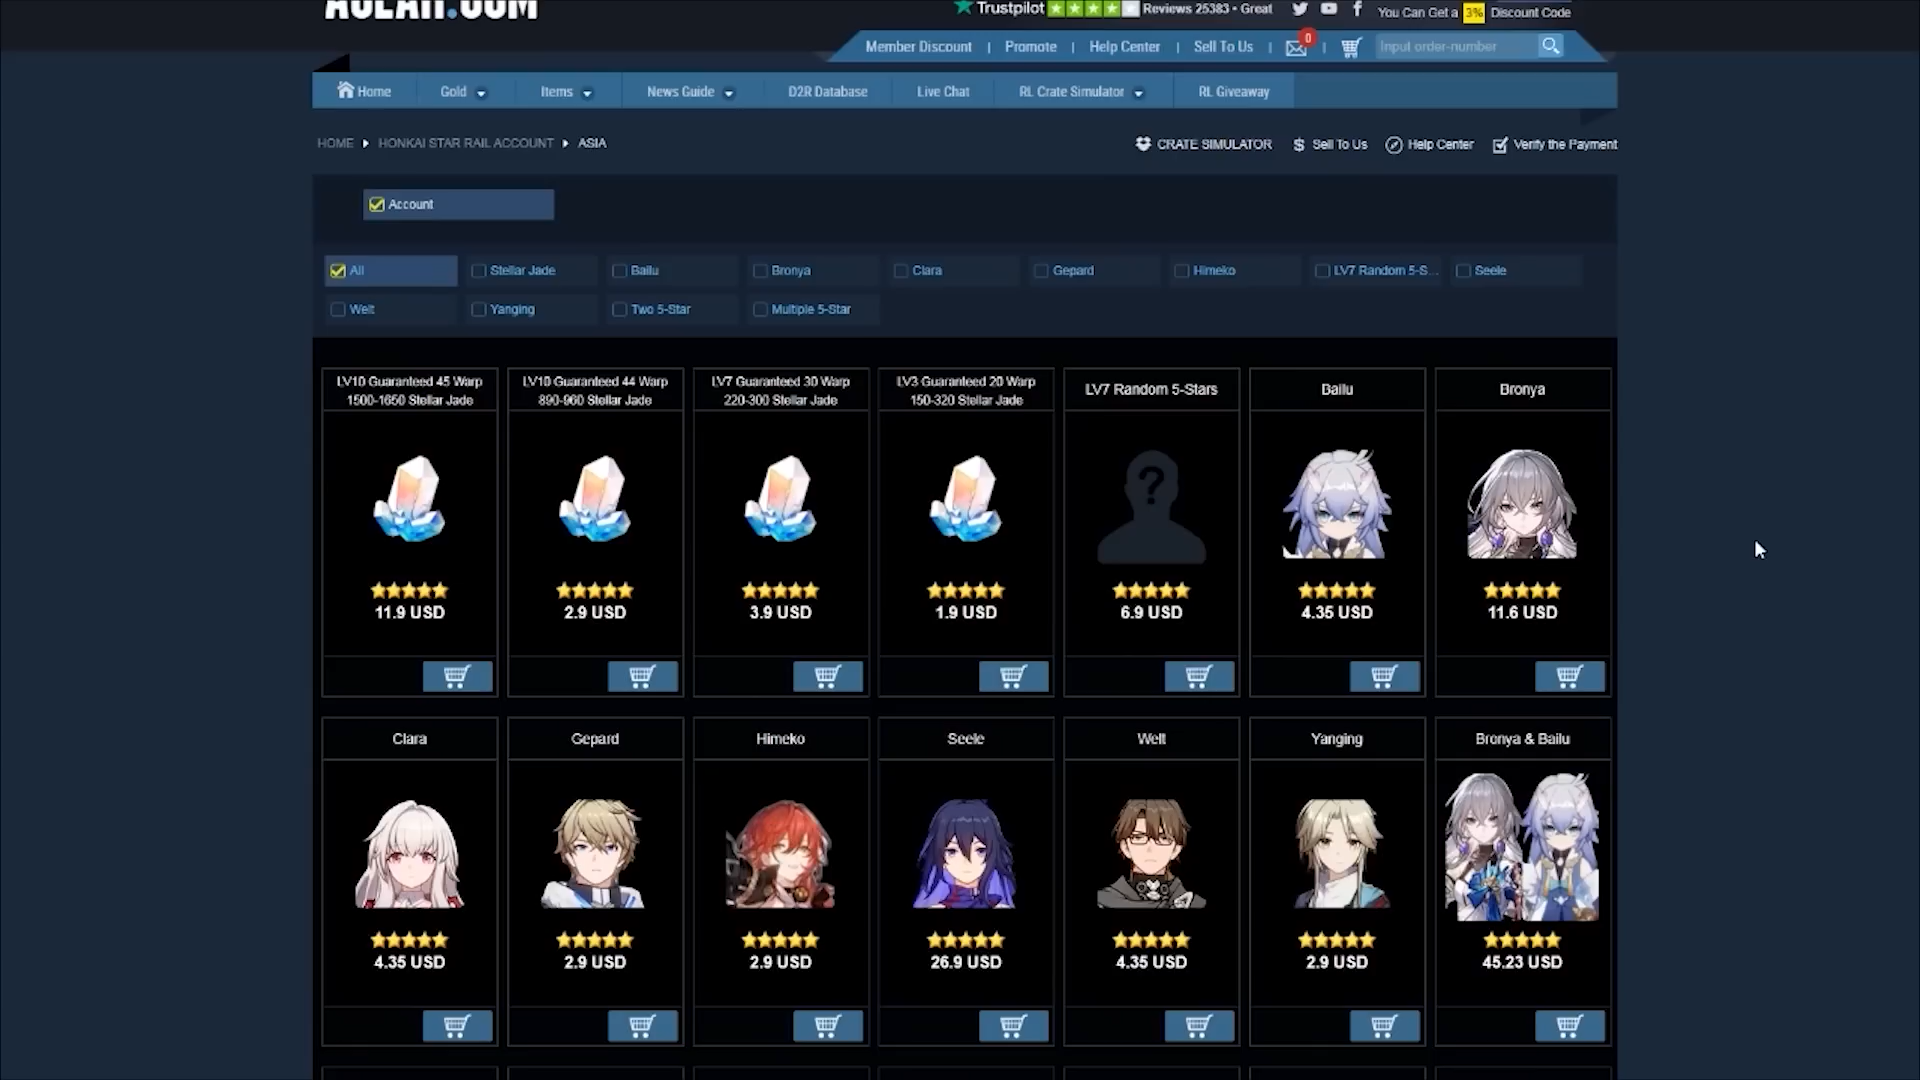 AOEAH.COM
Trustpilot Reviews 25383 • Great
You Can Get a 3% Discount Code
Member Discount | Promote | Help Center | Sell To Us | 0 | Input order-number
Home Gold Items News Guide D2R Database Live Chat RL Crate Simulator RL Giveaway
HOME HONKAI STAR RAIL ACCOUNT ASIA
CRATE SIMULATOR $ Sell To Us Help Center Verify the Payment
Account
All Stellar Jade Bailu Bronya Clara Gepard Himeko LV7 Random 5-S... Seele
Welt Yanging Two 5-Star Multiple 5-Star
LV10 Guaranteed 45 Warp
1500-1650 Stellar Jade
LV10 Guaranteed 44 Warp
890-960 Stellar Jade
LV7 Guaranteed 30 Warp
220-300 Stellar Jade
LV3 Guaranteed 20 Warp
150-320 Stellar Jade
LV7 Random 5-Stars
Bailu
Bronya
?
11.9 USD
2.9 USD
3.9 USD
1.9 USD
6.9 USD
4.35 USD
11.6 USD
Clara
Gepard
Himeko
Seele
Welt
Yanging
Bronya & Bailu
4.35 USD
2.9 USD
2.9 USD
26.9 USD
4.35 USD
2.9 USD
45.23 USD